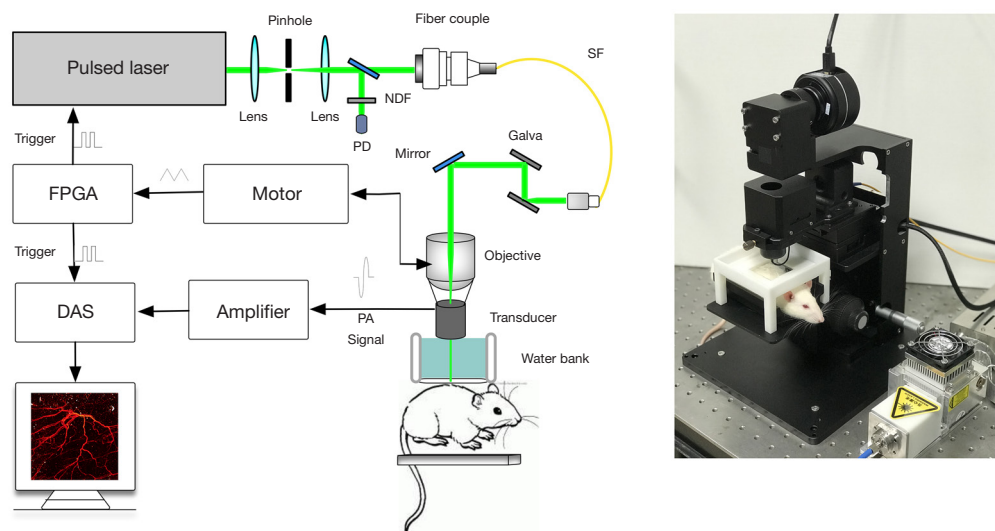 Pinhole
Fiber couple
Pulsed laser
SF
NDF
Lens
Lens
PD
Trigger
Galva
Mirror
FPGA
Motor
Objective
Trigger
DAS
Amplifier
PA
Signal
Transducer
Water bank